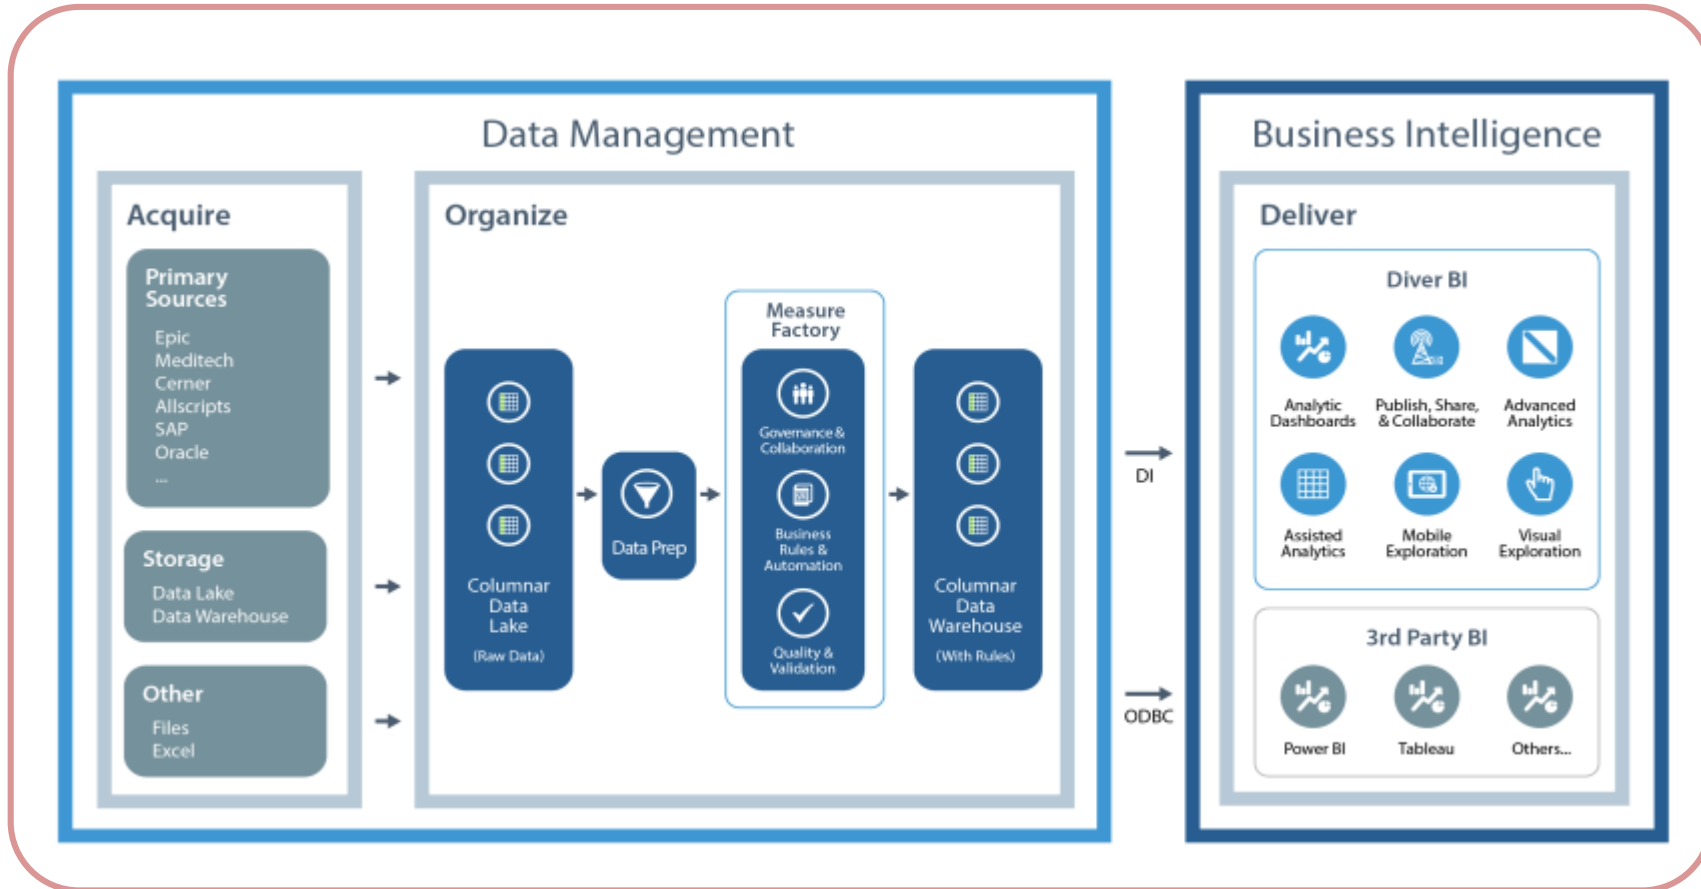 Data Management
Acquire
Primary
Sources
Epic
Meditech
Cerner
Allscripts
SAP
Oracle
...
Storage
Data Lake
Data Warehouse
Other
Files
Excel
Organize
Columnar
Data
Lake
(Raw Data)
Data Prep
Measure
Factory
Governance &
Collaboration
Business
Rules &
Automation
Quality &
Validation
Columnar
Data
Warehouse
(With Rules)
DI
ODBC
Business Intelligence
Deliver
Diver BI
Analytic
Dashboards
Publish, Share,
& Collaborate
Advanced
Analytics
Assisted
Analytics
Mobile
Exploration
Visual
Exploration
3rd Party BI
Power BI
Tableau
Others...